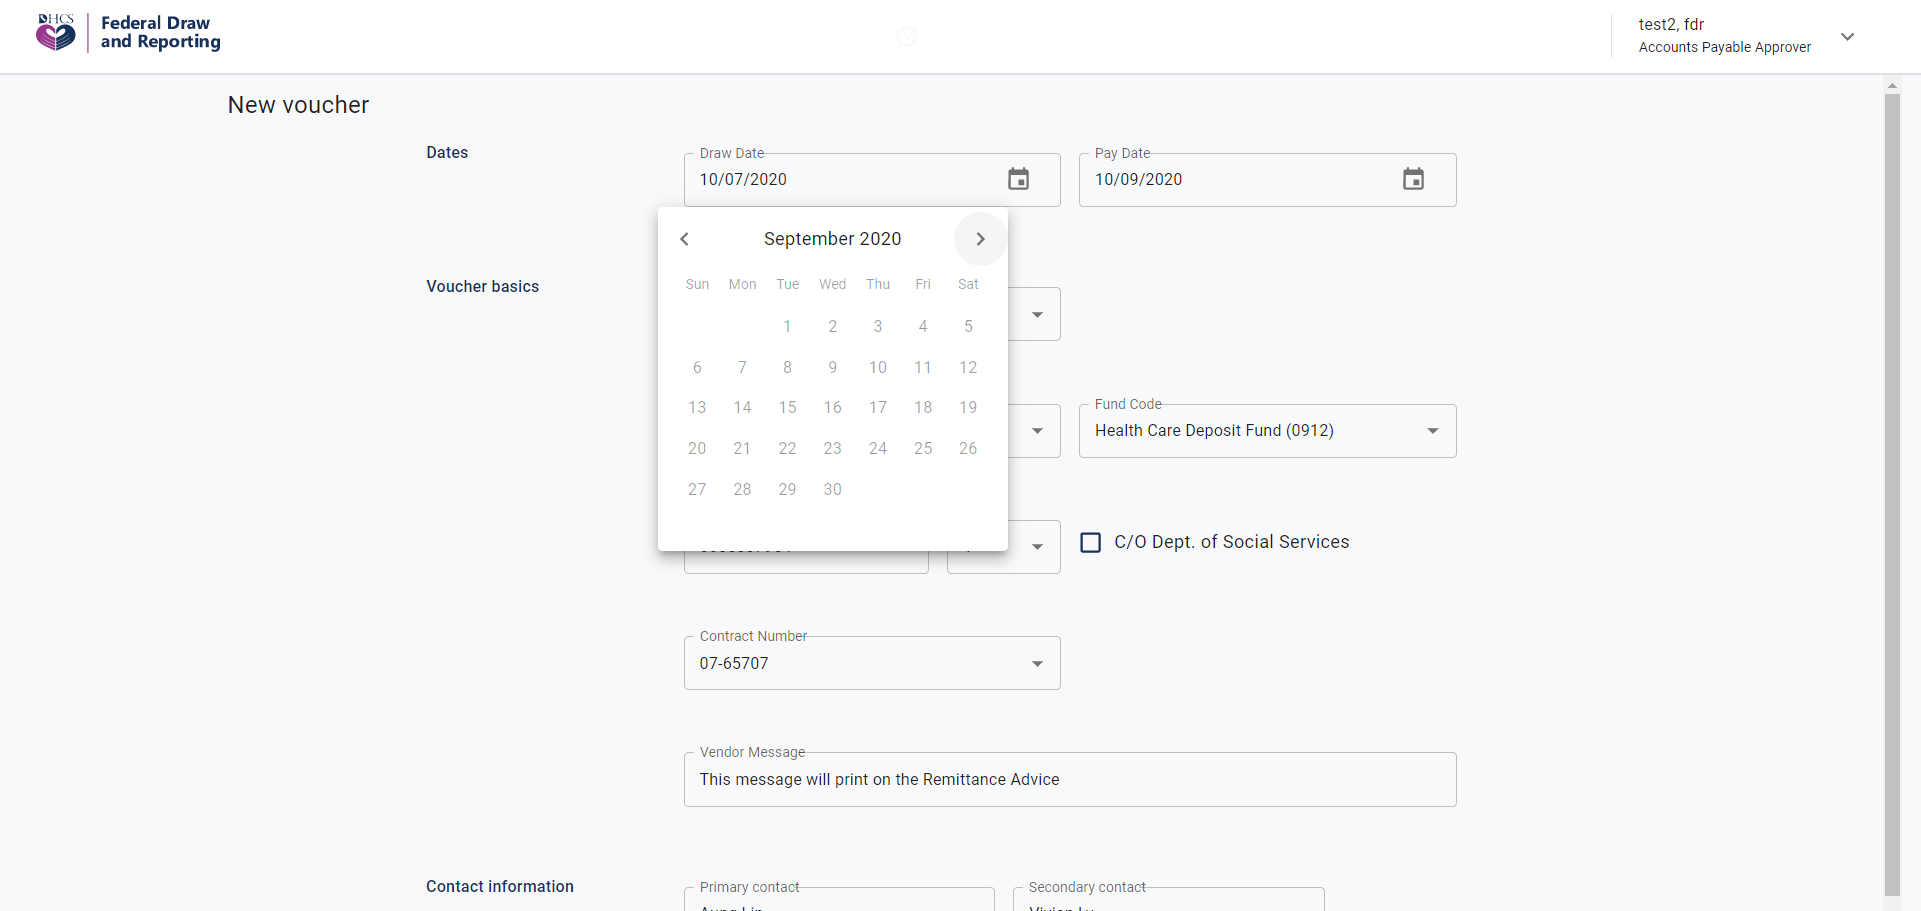 DHCS
Federal Draw
and Reporting
test2, fdr
Accounts Payable Approver
New voucher
Dates
Draw Date
10/07/2020
Pay Date
10/09/2020
September 2020
Sun Mon Tue Wed Thu Fri Sat
1 2 3 4 5
6 7 8 9 10 11 12
13 14 15 16 17 18 19
20 21 22 23 24 25 26
27 28 29 30
Voucher basics
Fund Code
Health Care Deposit Fund (0912)
C/O Dept. of Social Services
Contract Number
07-65707
Vendor Message
This message will print on the Remittance Advice
Contact information
Primary contact
Secondary contact